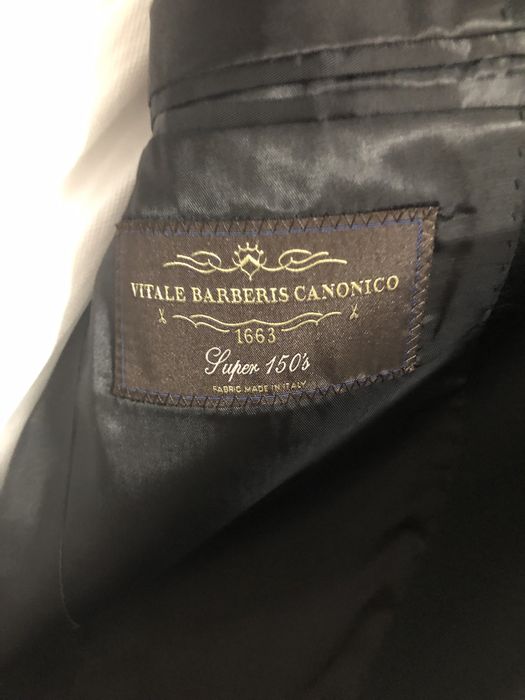 VITALE BARBERIS CANONICO
1663
Super 150's
FABRIC MADE IN ITALY